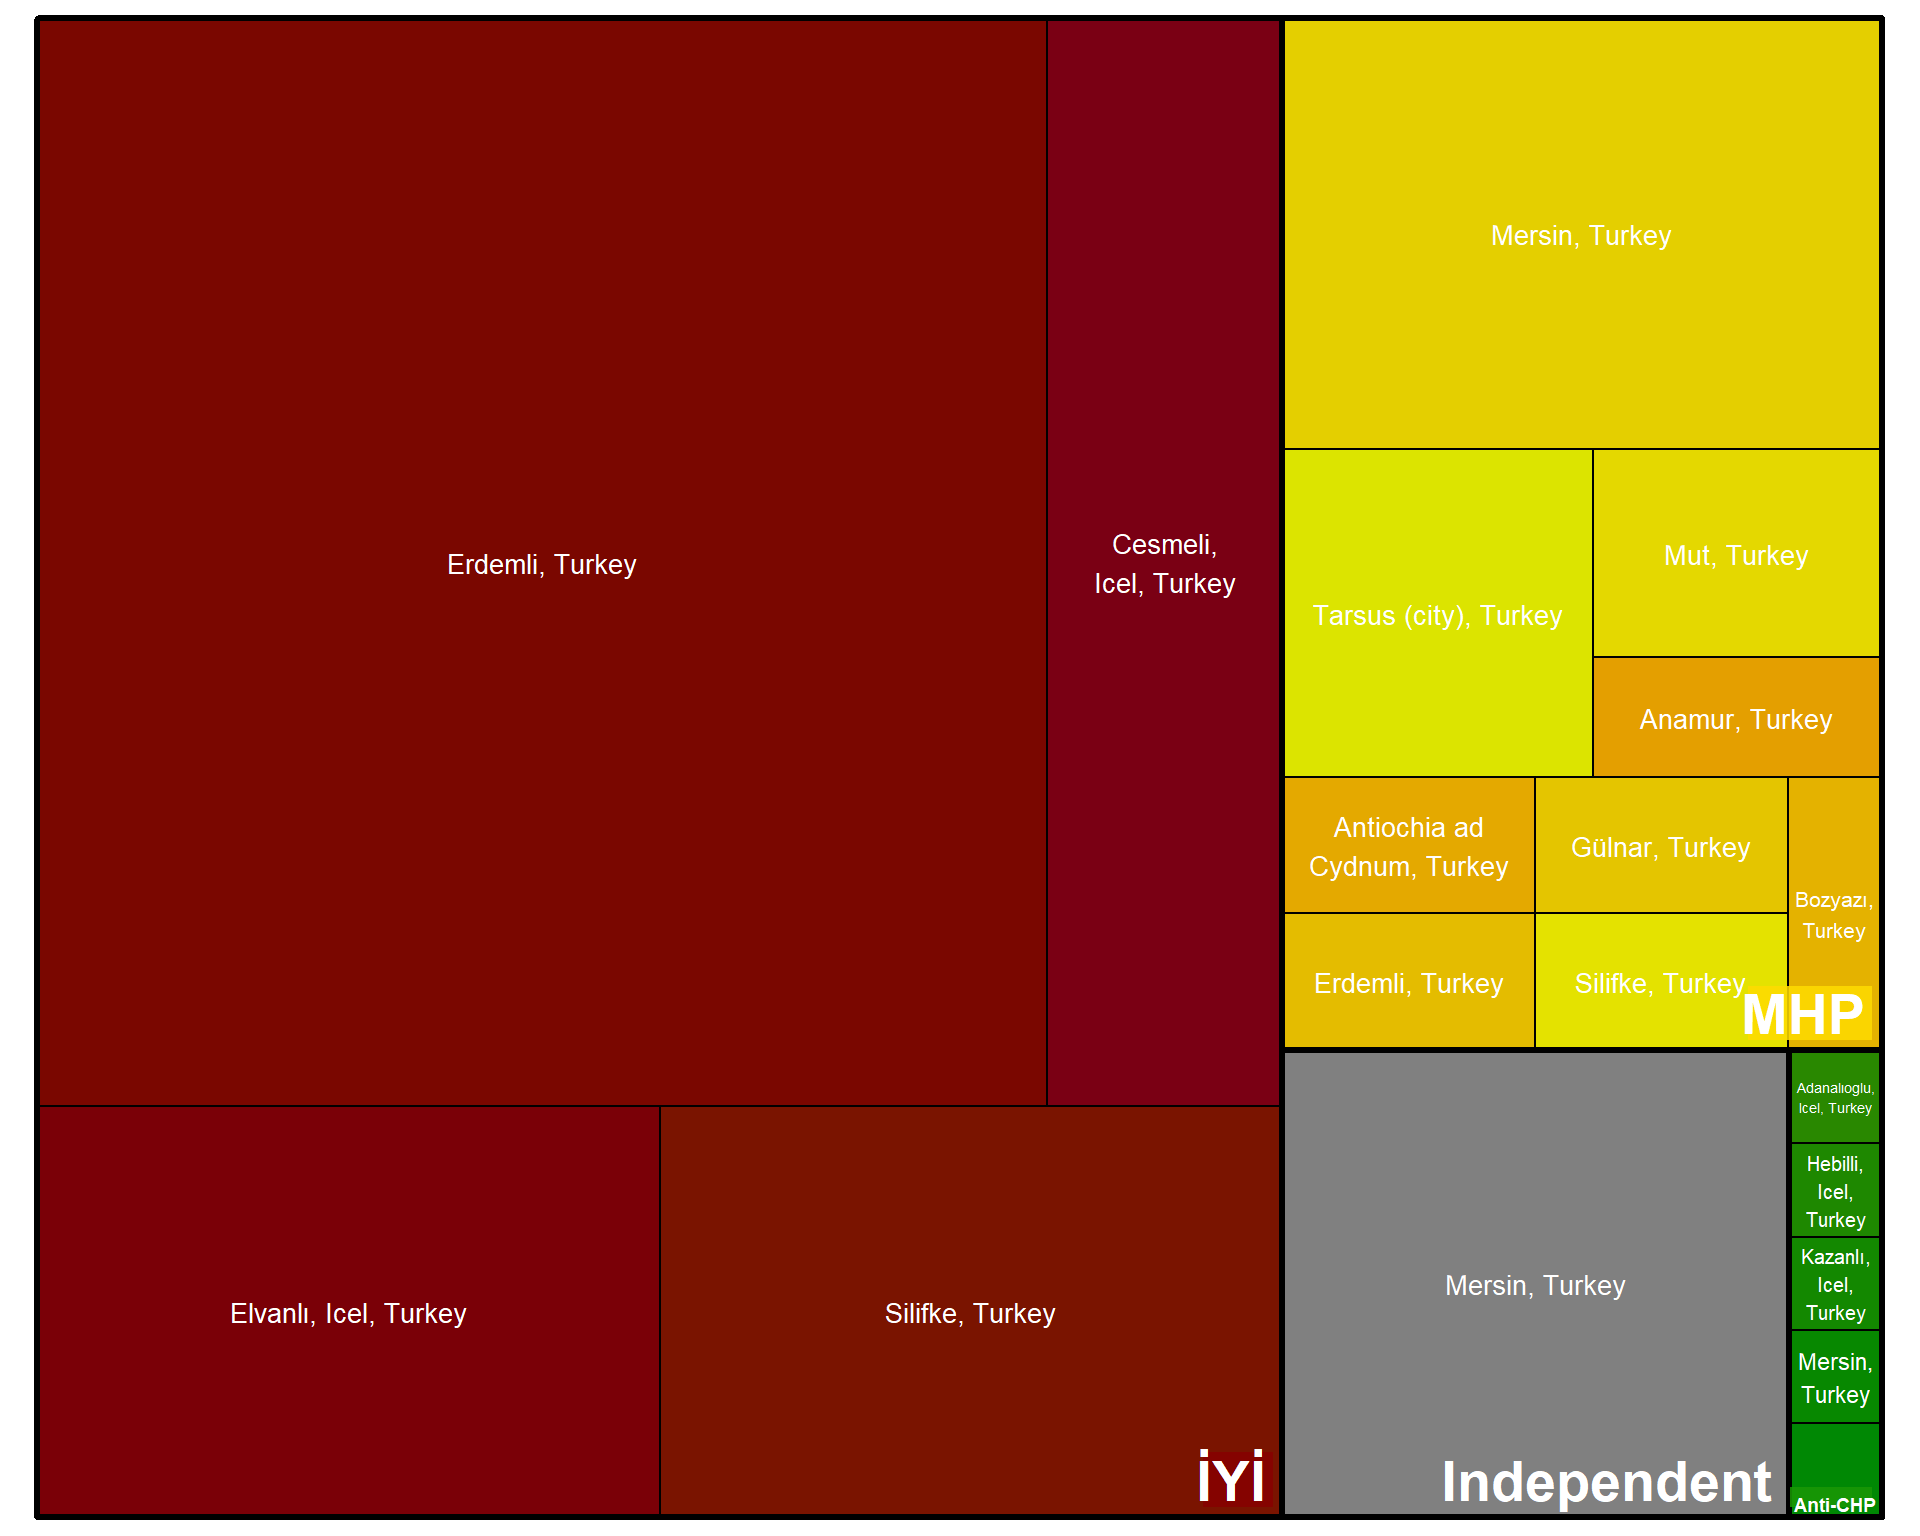 Erdemli, Turkey
Cesmeli,
Icel, Turkey
Elvanlı, Icel, Turkey
Silifke, Turkey
İYİ
Mersin, Turkey
Tarsus (city), Turkey
Mut, Turkey
Anamur, Turkey
Antiochia ad
Cydnum, Turkey
Gülnar, Turkey
Bozyazı,
Turkey
Erdemli, Turkey
Silifke, Turkey
MHP
Mersin, Turkey
Independent
Adanalıoglu,
Icel, Turkey
Hebilli,
Icel,
Turkey
Kazanlı,
Icel,
Turkey
Mersin,
Turkey
Anti-CHP